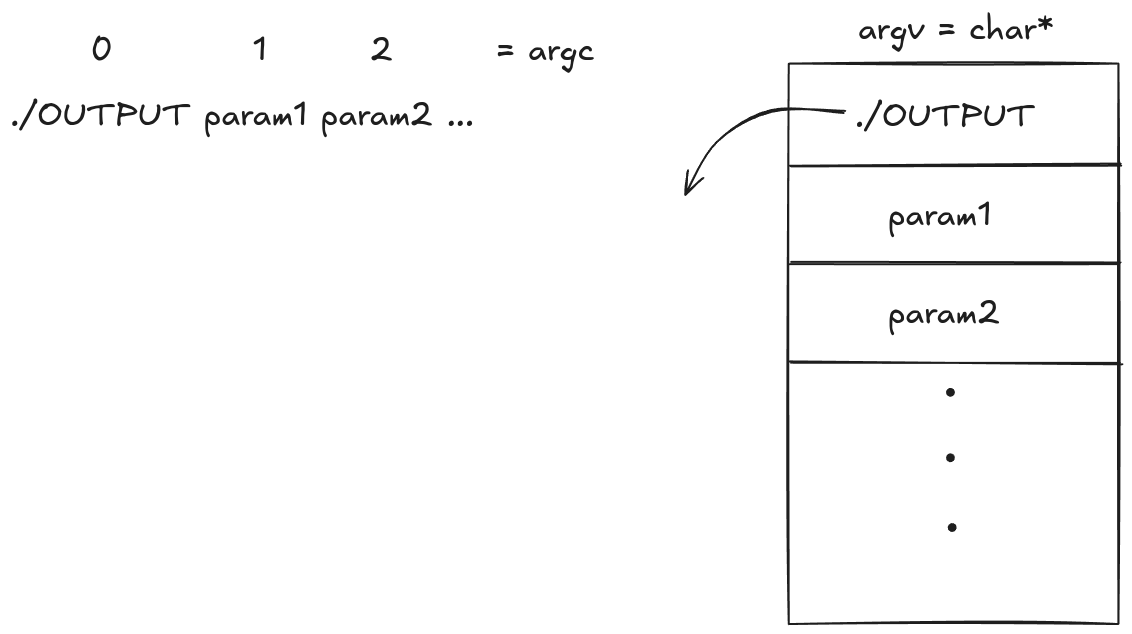 0 1 2 = argc
./OUTPUT param1 param2 ...
argv = char*
./OUTPUT
param1
param2